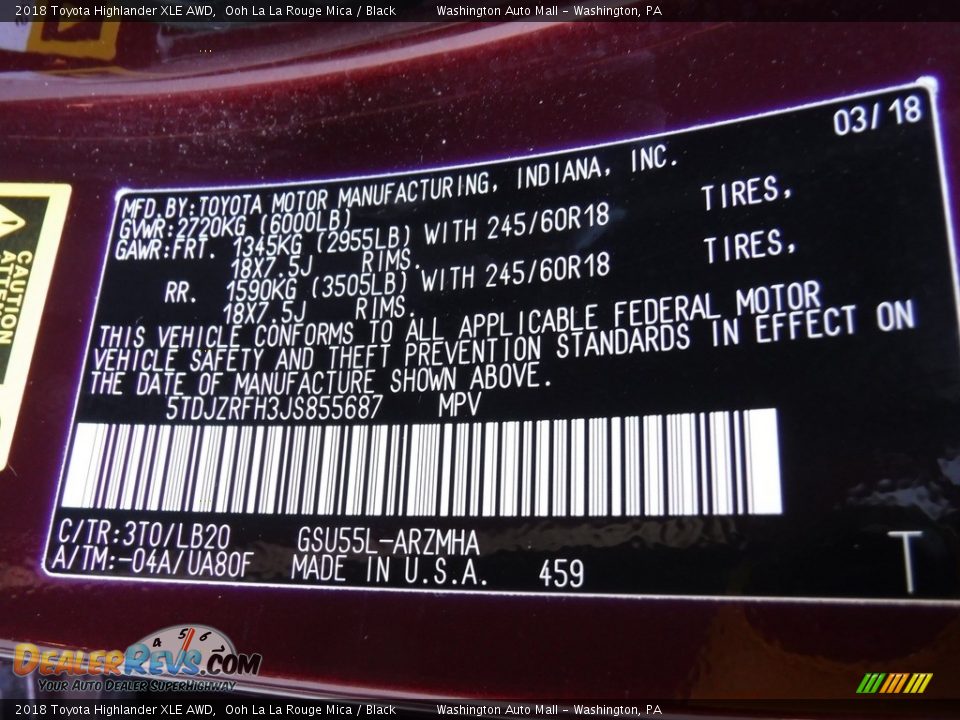 2018 Toyota Highlander XLE AWD,  Ooh La La Rouge Mica / Black     Washington Auto Mall - Washington, PA
03/18
MFD.BY:TOYOTA MOTOR MANUFACTURING, INDIANA, INC.
GVWR:2720KG (6000LB)
GAWR:FRT. 1345KG (2955LB) WITH 245/60R18 TIRES,
18X7.5J RIMS.
RR. 1590KG (3505LB) WITH 245/60R18 TIRES,
18X7.5J RIMS.
THIS VEHICLE CONFORMS TO ALL APPLICABLE FEDERAL MOTOR
VEHICLE SAFETY AND THEFT PREVENTION STANDARDS IN EFFECT ON
THE DATE OF MANUFACTURE SHOWN ABOVE.
5TDJZRFH3JS855687 MPV
C/TR:3T0/LB20 GSU55L-ARZMHA
A/TM:-04A/UA80F MADE IN U.S.A. 459
T
CAUTION
4 5 6
DEALERREVS.COM
Your Auto Dealer SuperHighway
2018 Toyota Highlander XLE AWD,  Ooh La La Rouge Mica / Black     Washington Auto Mall - Washington, PA